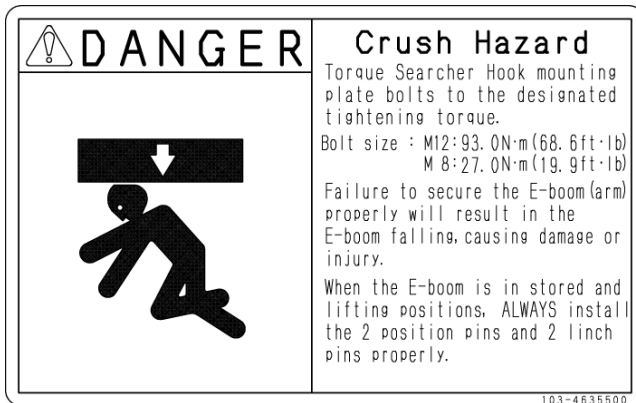 DANGER
Crush Hazard
Torque Searcher Hook mounting
plate bolts to the designated
tightening torque.
Bolt size : M12:93.0N·m(68.6ft·lb)
M 8:27.0N·m(19.9ft·lb)
Failure to secure the E-boom(arm)
properly will result in the
E-boom falling, causing damage or
injury.
When the E-boom is in stored and
lifting positions, ALWAYS install
the 2 position pins and 2 linch
pins properly.
103-4635500